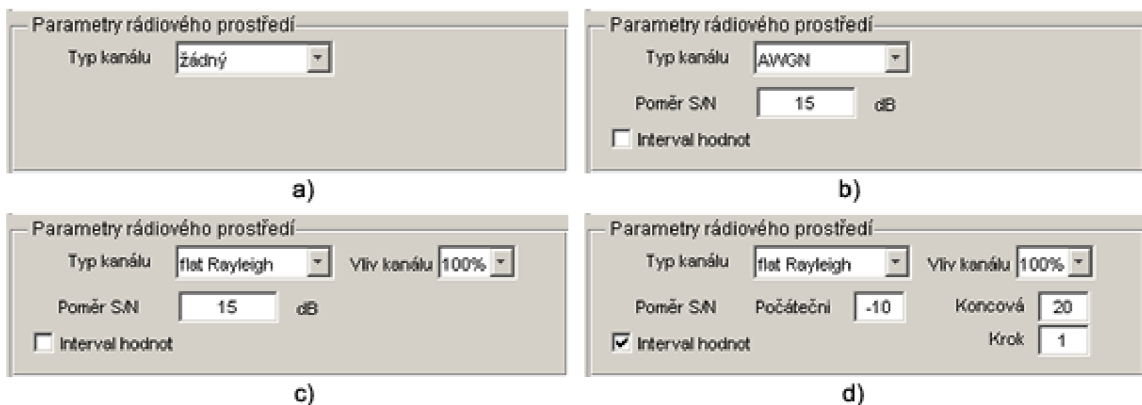 Parametry rádiového prostředí
Typ kanálu žádný
a)
Parametry rádiového prostředí
Typ kanálu AWGN
Poměr S/N 15 dB
Interval hodnot
b)
Parametry rádiového prostředí
Typ kanálu flat Rayleigh Vliv kanálu 100%
Poměr S/N 15 dB
Interval hodnot
c)
Parametry rádiového prostředí
Typ kanálu flat Rayleigh Vliv kanálu 100%
Poměr S/N Počáteční -10 Koncová 20
Interval hodnot Krok 1
d)